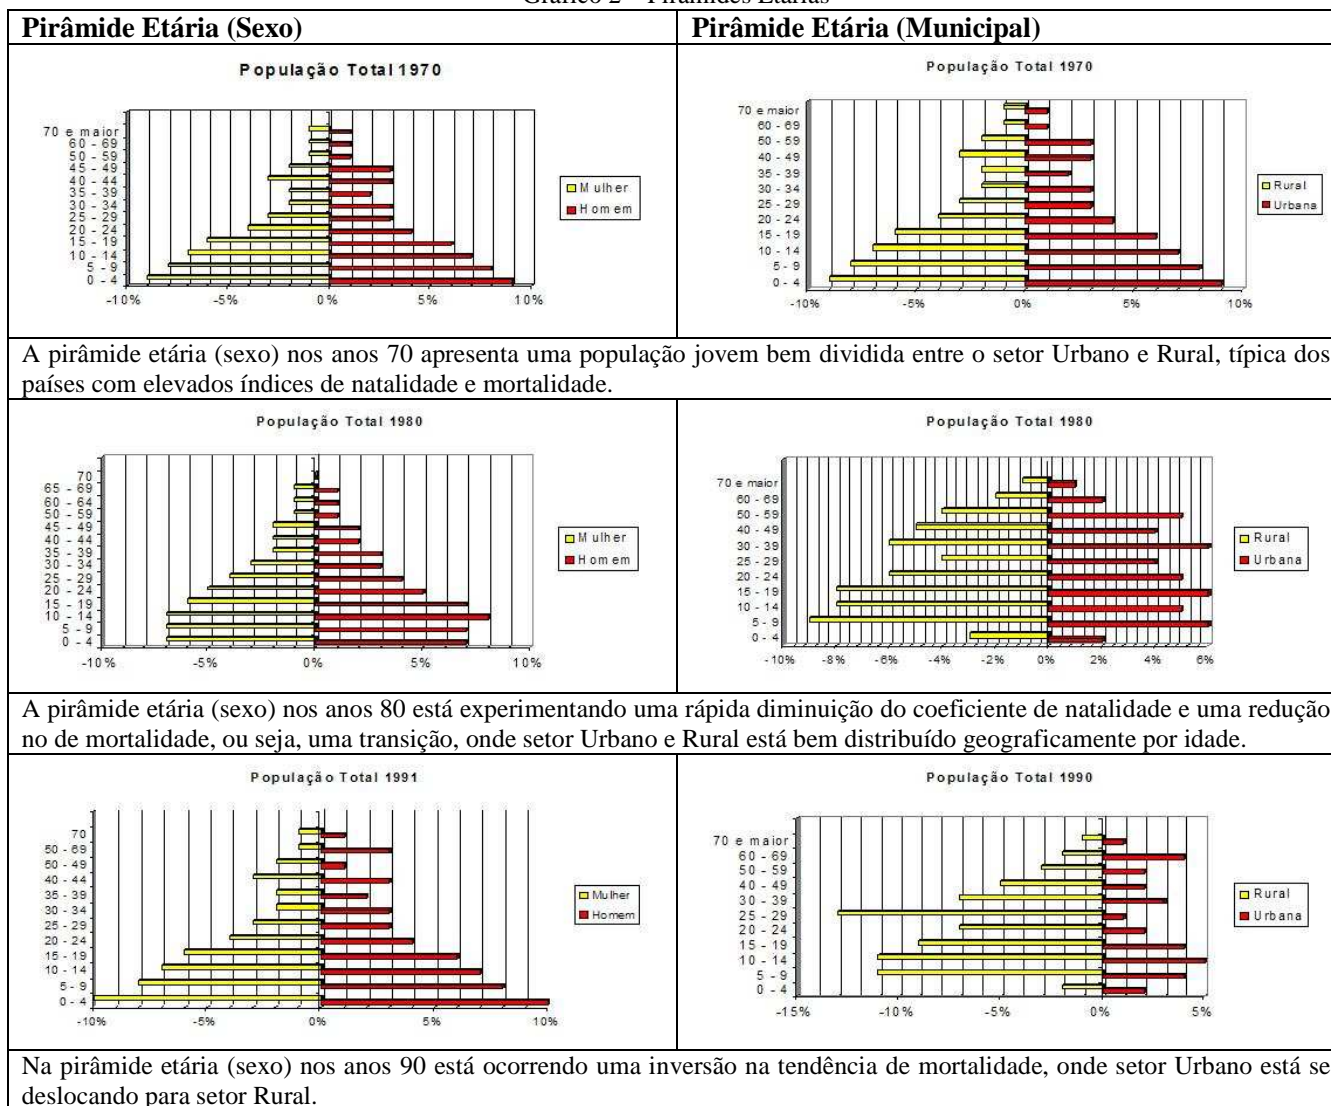 Gráfico 2 – Pirâmides Etárias
Pirâmide Etária (Sexo)
Pirâmide Etária (Municipal)
População Total 1970
70 e maior
60 - 69
50 - 59
45 - 49
40 - 44
35 - 39
30 - 34
25 - 29
20 - 24
15 - 19
10 - 14
5 - 9
0 - 4
-10%
-5%
0%
5%
10%
Mulher
Homem
População Total 1970
70 e maior
60 - 69
50 - 59
40 - 49
35 - 39
30 - 34
25 - 29
20 - 24
15 - 19
10 - 14
5 - 9
0 - 4
-10%
-5%
0%
5%
10%
Rural
Urbana
A pirâmide etária (sexo) nos anos 70 apresenta uma população jovem bem dividida entre o setor Urbano e Rural, típica dos
países com elevados índices de natalidade e mortalidade.
População Total 1980
70
65 - 69
60 - 64
50 - 59
45 - 49
40 - 44
35 - 39
30 - 34
25 - 29
20 - 24
15 - 19
10 - 14
5 - 9
0 - 4
-10%
-5%
0%
5%
10%
Mulher
Homem
População Total 1980
70 e maior
60 - 69
50 - 59
40 - 49
30 - 39
25 - 29
20 - 24
15 - 19
10 - 14
5 - 9
0 - 4
-10%
-8%
-6%
-4%
-2%
0%
2%
4%
6%
Rural
Urbana
A pirâmide etária (sexo) nos anos 80 está experimentando uma rápida diminuição do coeficiente de natalidade e uma redução
no de mortalidade, ou seja, uma transição, onde setor Urbano e Rural está bem distribuído geograficamente por idade.
População Total 1991
70
50 - 69
50 - 49
40 - 44
35 - 39
30 - 34
25 - 29
20 - 24
15 - 19
10 - 14
5 - 9
0 - 4
-10%
-5%
0%
5%
10%
Mulher
Homem
População Total 1990
70 e maior
60 - 69
50 - 59
40 - 49
30 - 39
25 - 29
20 - 24
15 - 19
10 - 14
5 - 9
0 - 4
-15%
-10%
-5%
0%
5%
Rural
Urbana
Na pirâmide etária (sexo) nos anos 90 está ocorrendo uma inversão na tendência de mortalidade, onde setor Urbano está se
deslocando para setor Rural.